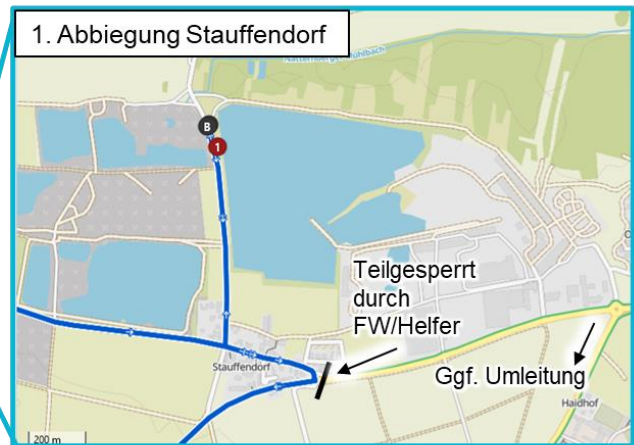 1. Abbiegung Stauffendorf
B
1
Teilgesperrt
durch
FW/Helfer
Stauffendorf
Ggf. Umleitung
Haidhof
200 m